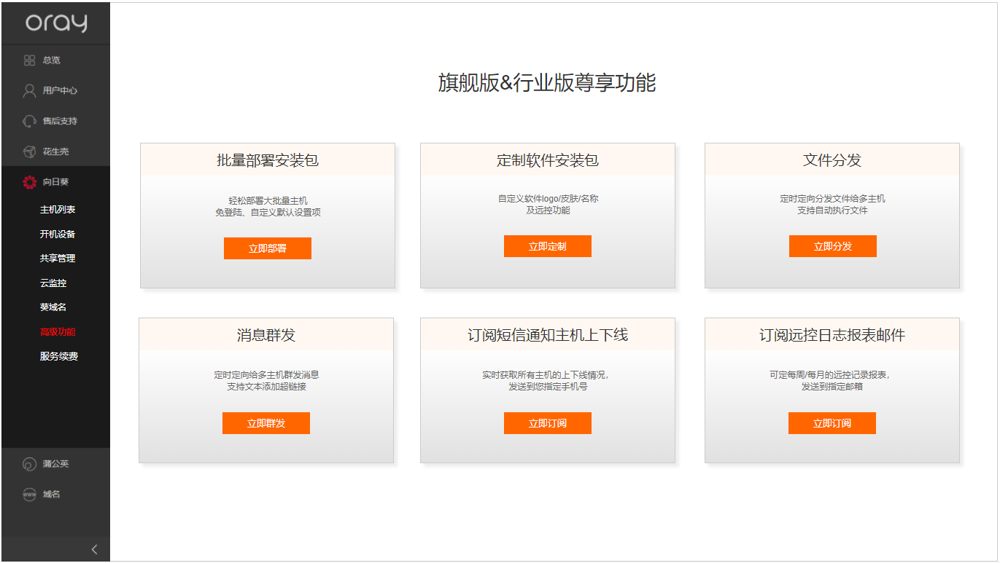 oray
总览
用户中心
售后支持
花生壳
向日葵
主机列表
开机设备
共享管理
云监控
葵域名
高级功能
服务续费
蒲公英
www 域名
旗舰版&行业版尊享功能
批量部署安装包
轻松部署大批量主机
免登陆、自定义默认设置项
立即部署
定制软件安装包
自定义软件logo/皮肤/名称
及远控功能
立即定制
文件分发
定时定向分发文件给多主机
支持自动执行文件
立即分发
消息群发
定时定向给多主机群发消息
支持文本添加超链接
立即群发
订阅短信通知主机上下线
实时获取所有主机的上下线情况，
发送到您指定手机号
立即订阅
订阅远控日志报表邮件
可定每周/每月的远控记录报表，
发送到指定邮箱
立即订阅